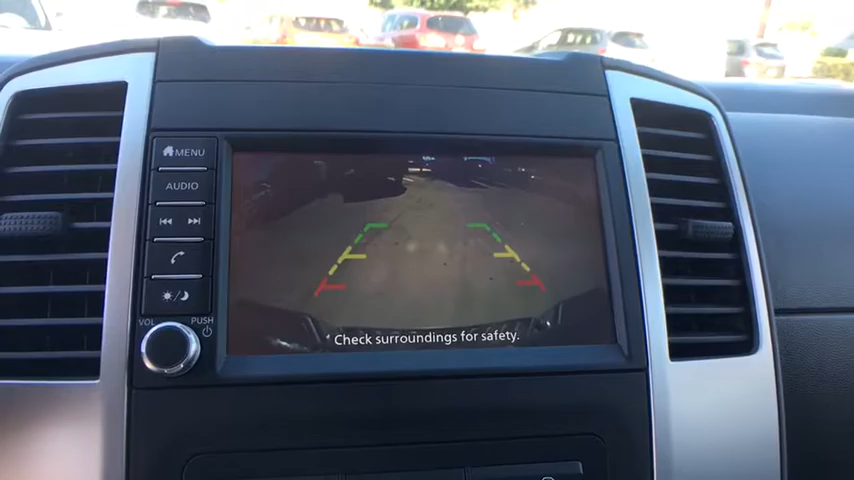 MENU
AUDIO
VOL
PUSH
Check surroundings for safety.